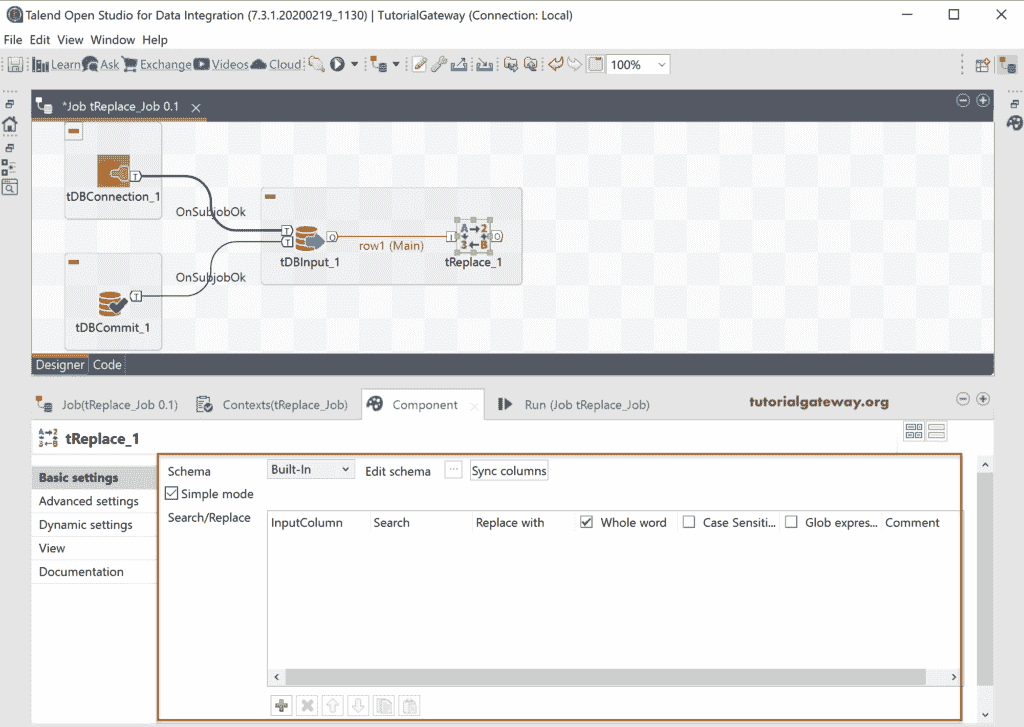 Talend Open Studio for Data Integration (7.3.1.20200219_1130) | TutorialGateway (Connection: Local)
File Edit View Window Help
Learn Ask Exchange Videos Cloud 100%
*Job tReplace_Job 0.1
T
tDBConnection_1
OnSubjobOk
T
T
O
row1 (Main)
I
A 2
3 B
O
tDBInput_1
tReplace_1
OnSubjobOk
T
tDBCommit_1
Designer Code
Job(tReplace_Job 0.1) Contexts(tReplace_Job) Component Run (Job tReplace_Job) tutorialgateway.org
A 2
3 B
tReplace_1
Basic settings
Advanced settings
Dynamic settings
View
Documentation
Schema Built-In Edit schema ... Sync columns
Simple mode
Search/Replace
InputColumn Search Replace with Whole word Case Sensiti... Glob expres... Comment